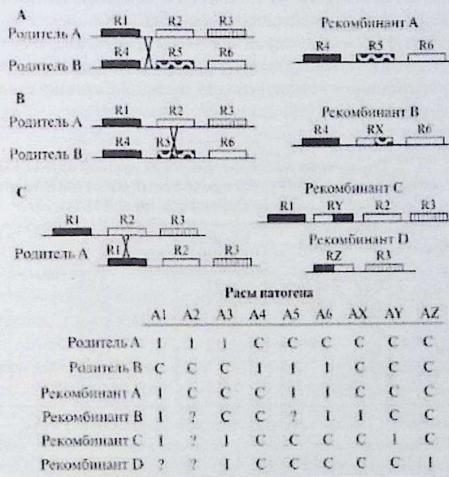 A
R1 R2 R3
Родитель A
Рекомбинант A
R4 R5 R6
Родитель B
R4 R5 R6
B
R1 R2 R3
Родитель A
Рекомбинант B
R4 RX R6
R4 R5 R6
Родитель B
C
Рекомбинант C
R1 RY R2 R3
R1 R2 R3
Рекомбинант D
Родитель A
R1 R2 R3
RZ R3
Расы патогена
A1 A2 A3 A4 A5 A6 AX AY AZ
Родитель A I I I C C C C C C
Родитель B C C C I I I C C C
Рекомбинант A I C C C I I C C C
Рекомбинант B I ? C C ? I I C C
Рекомбинант C I ? I C C C C I C
Рекомбинант D ? ? I C C C C C I